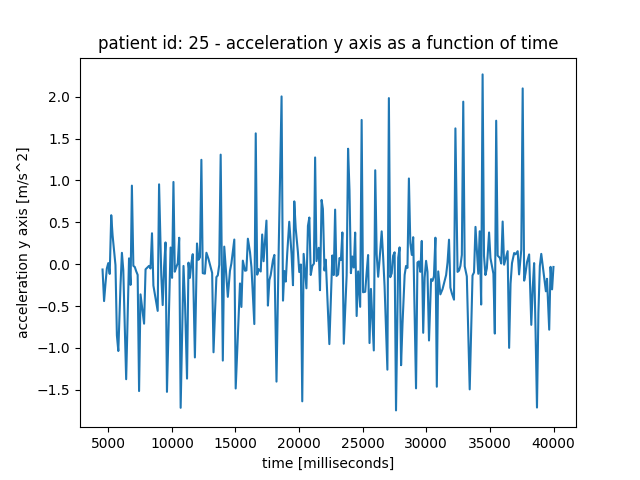 patient id: 25 - acceleration y axis as a function of time
acceleration y axis [m/s^2]
2.0
1.5
1.0
0.5
0.0
−0.5
−1.0
−1.5
5000 10000 15000 20000 25000 30000 35000 40000
time [milliseconds]